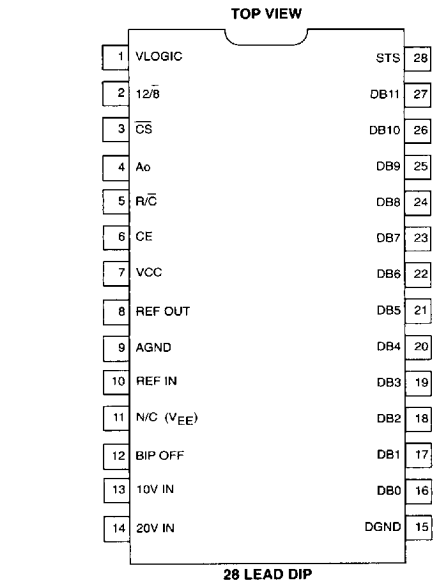 TOP VIEW
1 VLOGIC STS 28
2 12/8̅ DB11 27
3 C̅S̅ DB10 26
4 Ao DB9 25
5 R/C̅ DB8 24
6 CE DB7 23
7 VCC DB6 22
8 REF OUT DB5 21
9 AGND DB4 20
10 REF IN DB3 19
11 N/C (VEE) DB2 18
12 BIP OFF DB1 17
13 10V IN DB0 16
14 20V IN DGND 15
28 LEAD DIP